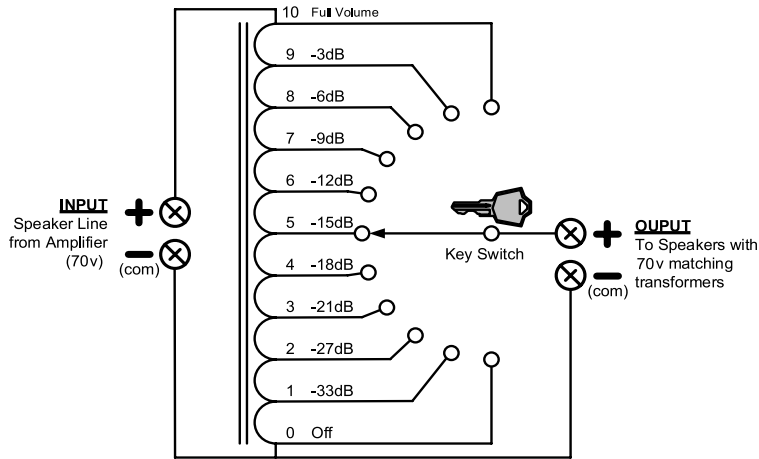 10 Full Volume
9 -3dB
8 -6dB
7 -9dB
6 -12dB
5 -15dB
4 -18dB
3 -21dB
2 -27dB
1 -33dB
0 Off
INPUT
Speaker Line
from Amplifier
(70v)
+
−
(com)
Key Switch
+
−
(com)
OUPUT
To Speakers with
70v matching
transformers